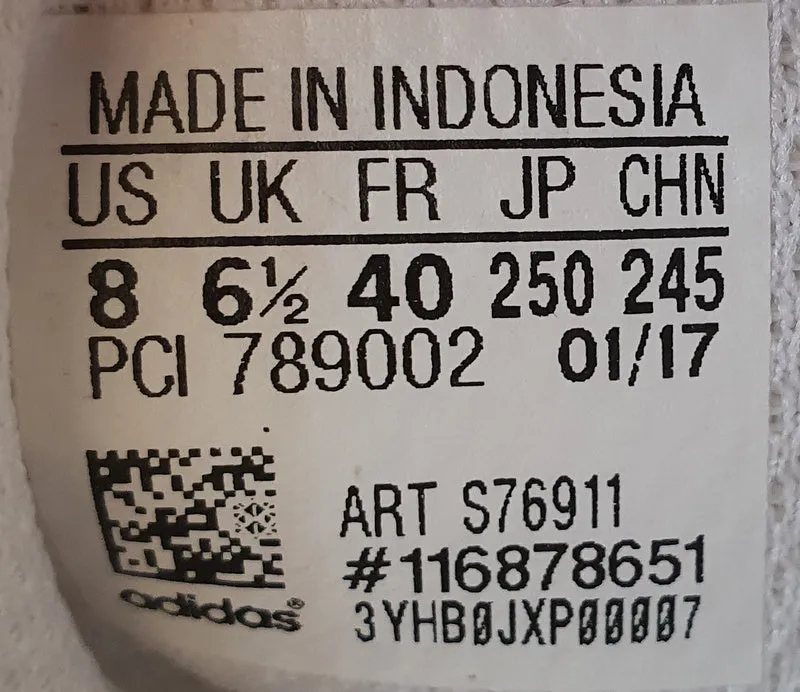 MADE IN INDONESIA
US UK FR JP CHN
8 6½ 40 250 245
PCI 789002 01/17
ART S76911
#116878651
adidas®
3YHB0JXP00007